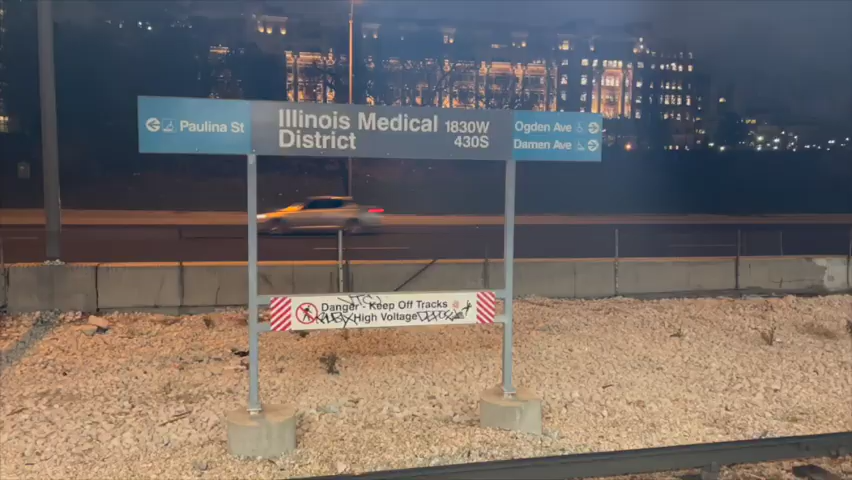 Paulina St
Illinois Medical
District
1830W
430S
Ogden Ave
Damen Ave
Danger Keep Off Tracks
High Voltage